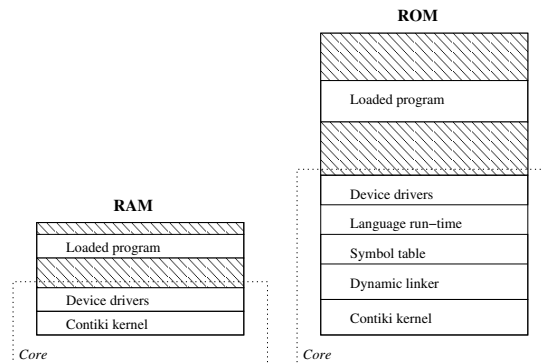 ROM
Loaded program
Device drivers
Language run−time
Symbol table
Dynamic linker
Contiki kernel
Core
RAM
Loaded program
Device drivers
Contiki kernel
Core